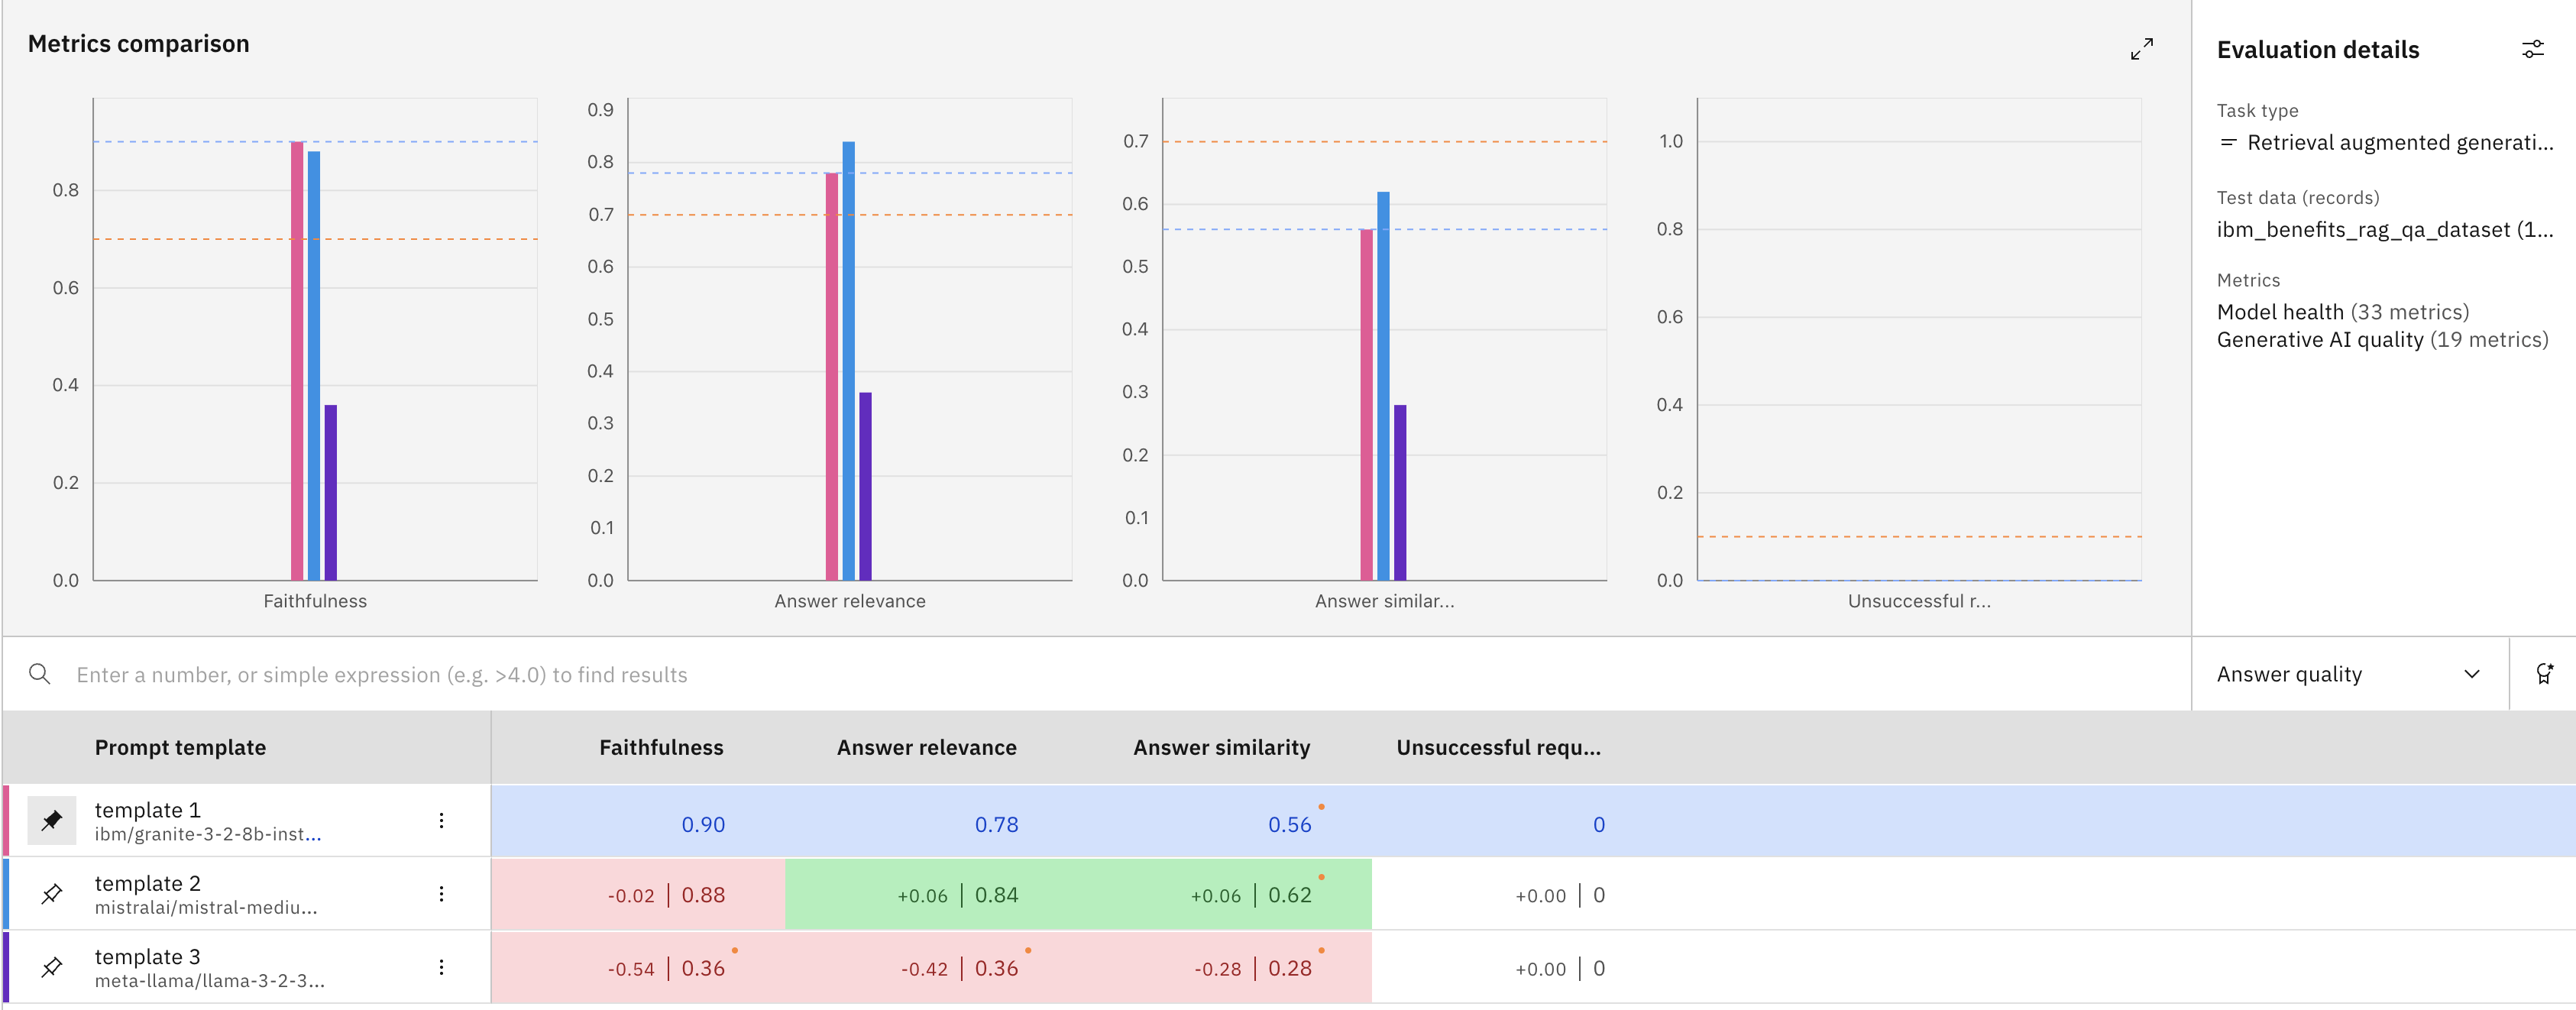 Metrics comparison
0.8
0.6
0.4
0.2
0.0
Faithfulness
0.9
0.8
0.7
0.6
0.5
0.4
0.3
0.2
0.1
0.0
Answer relevance
0.7
0.6
0.5
0.4
0.3
0.2
0.1
0.0
Answer similar...
1.0
0.8
0.6
0.4
0.2
0.0
Unsuccessful r...
Evaluation details
Task type
Retrieval augmented generati...
Test data (records)
ibm_benefits_rag_qa_dataset (1...
Metrics
Model health (33 metrics)
Generative AI quality (19 metrics)
Enter a number, or simple expression (e.g. >4.0) to find results
Answer quality
Prompt template Faithfulness Answer relevance Answer similarity Unsuccessful requ...
template 1
ibm/granite-3-2-8b-inst...
0.90 0.78 0.56 0
template 2
mistralai/mistral-mediu...
-0.02 | 0.88 +0.06 | 0.84 +0.06 | 0.62 +0.00 | 0
template 3
meta-llama/llama-3-2-3...
-0.54 | 0.36 -0.42 | 0.36 -0.28 | 0.28 +0.00 | 0